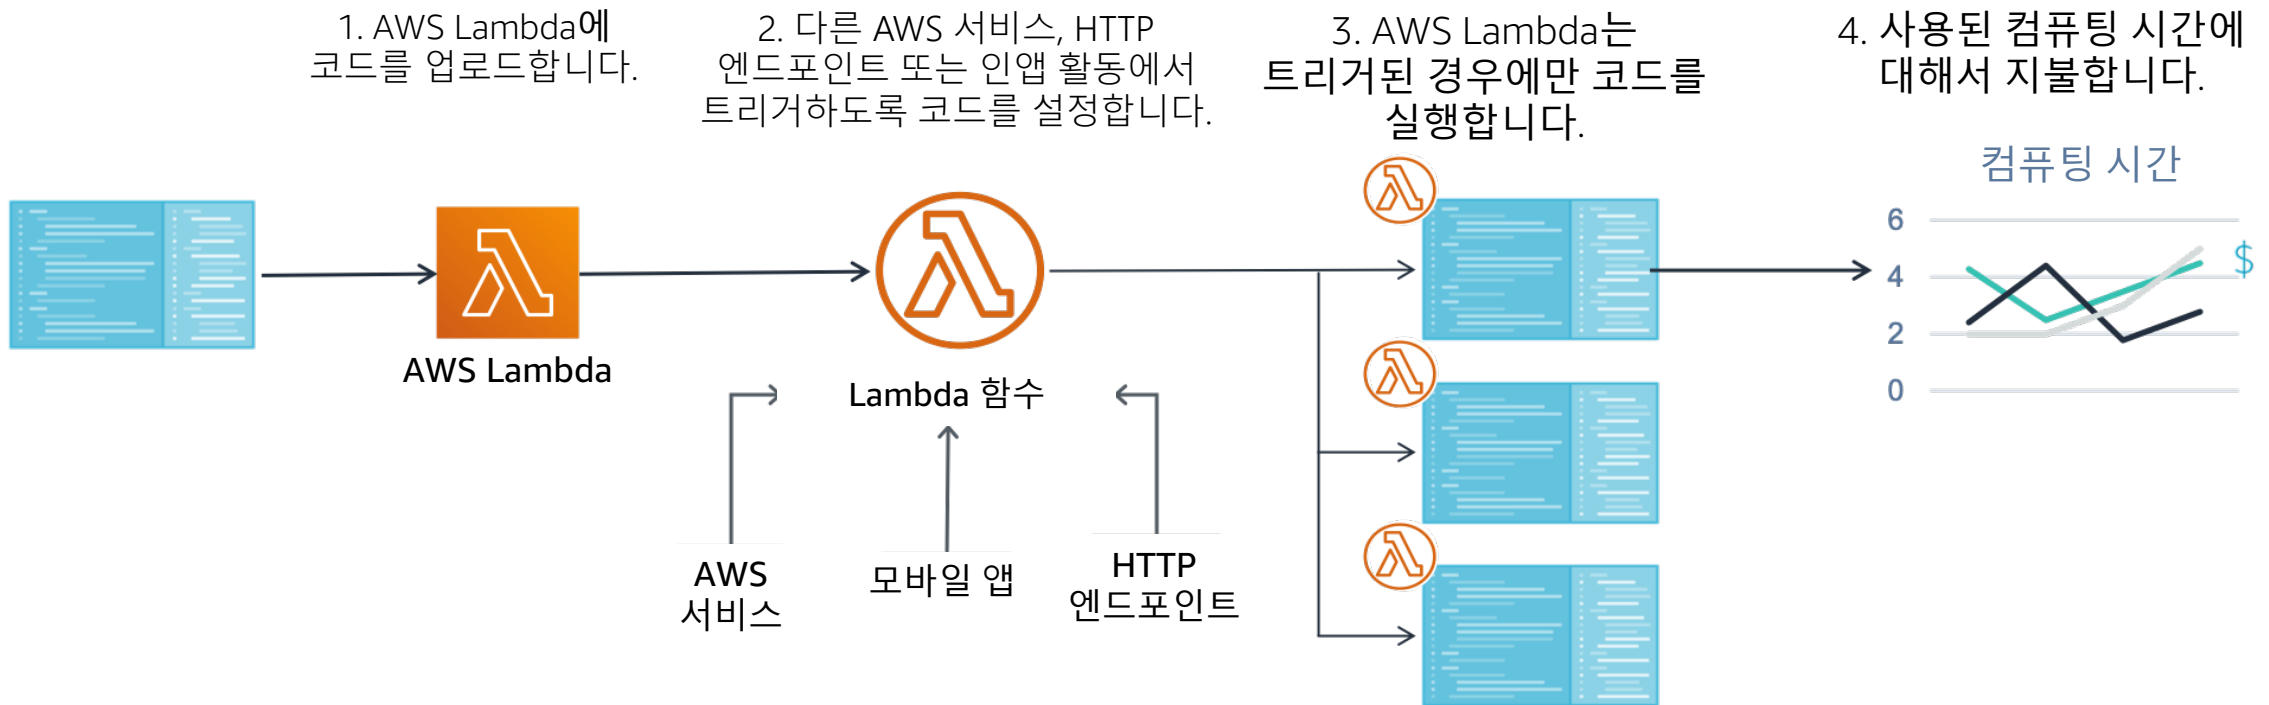 1. AWS Lambda에
코드를 업로드합니다.
2. 다른 AWS 서비스, HTTP
엔드포인트 또는 인앱 활동에서
트리거하도록 코드를 설정합니다.
3. AWS Lambda는
트리거된 경우에만 코드를
실행합니다.
4. 사용된 컴퓨팅 시간에
대해서 지불합니다.
AWS Lambda
Lambda 함수
AWS
서비스
모바일 앱
HTTP
엔드포인트
컴퓨팅 시간
6
$
4
2
0